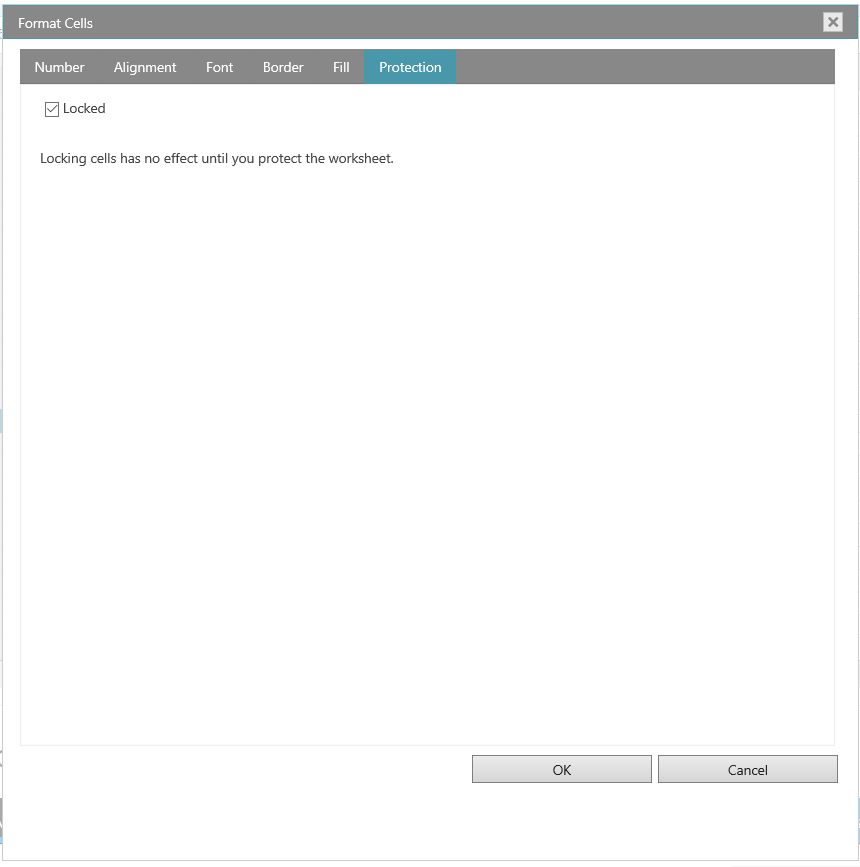 Format Cells
Number Alignment Font Border Fill Protection
Locked
Locking cells has no effect until you protect the worksheet.
OK Cancel